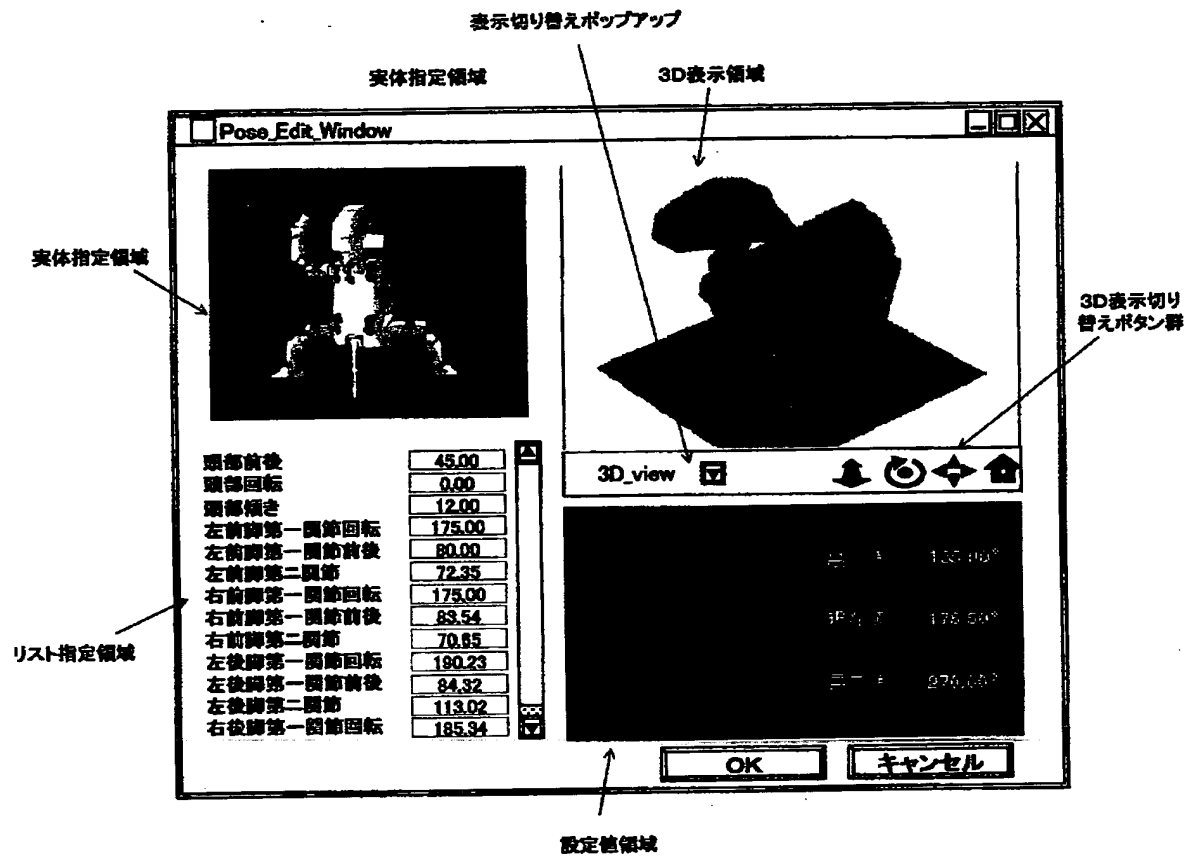 表示切り替えポップアップ
実体指定領域
3D表示領域
Pose_Edit_Window
実体指定領域
3D表示切り
替えボタン群
3D_view
頭部前後 45.00
頭部回転 0.00
頭部傾き 12.00
左前脚第一関節回転 175.00
左前脚第一関節前後 80.00
左前脚第二関節 72.35
右前脚第一関節回転 175.00
右前脚第一関節前後 83.54
右前脚第二関節 70.65
左後脚第一関節回転 190.23
左後脚第一関節前後 84.32
左後脚第二関節 113.02
右後脚第一関節回転 185.34
リスト指定領域
OK
キャンセル
設定値領域